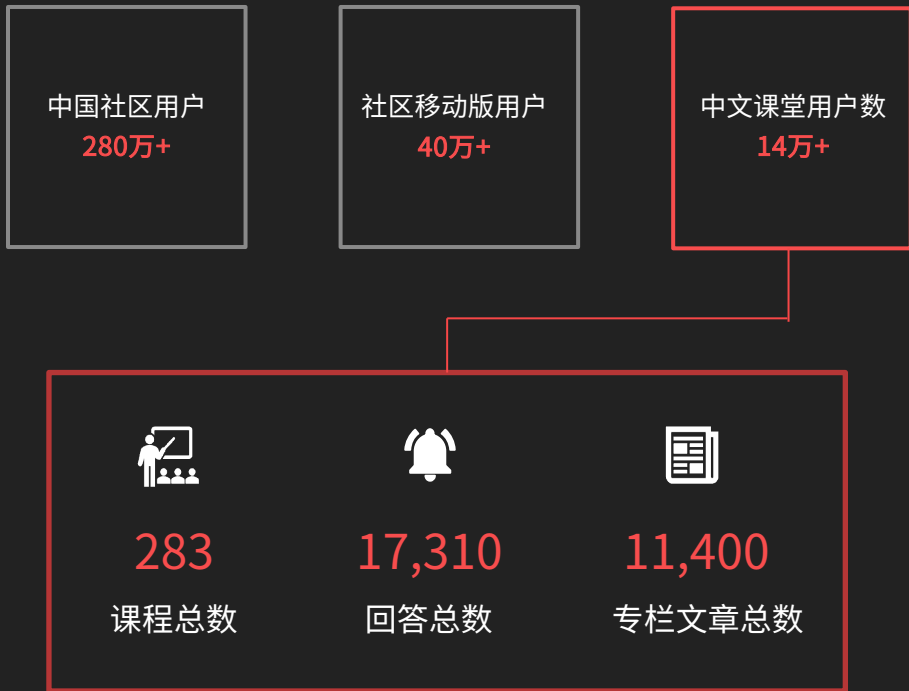 中国社区用户
280万+
社区移动版用户
40万+
中文课堂用户数
14万+
283
课程总数
17,310
回答总数
11,400
专栏文章总数